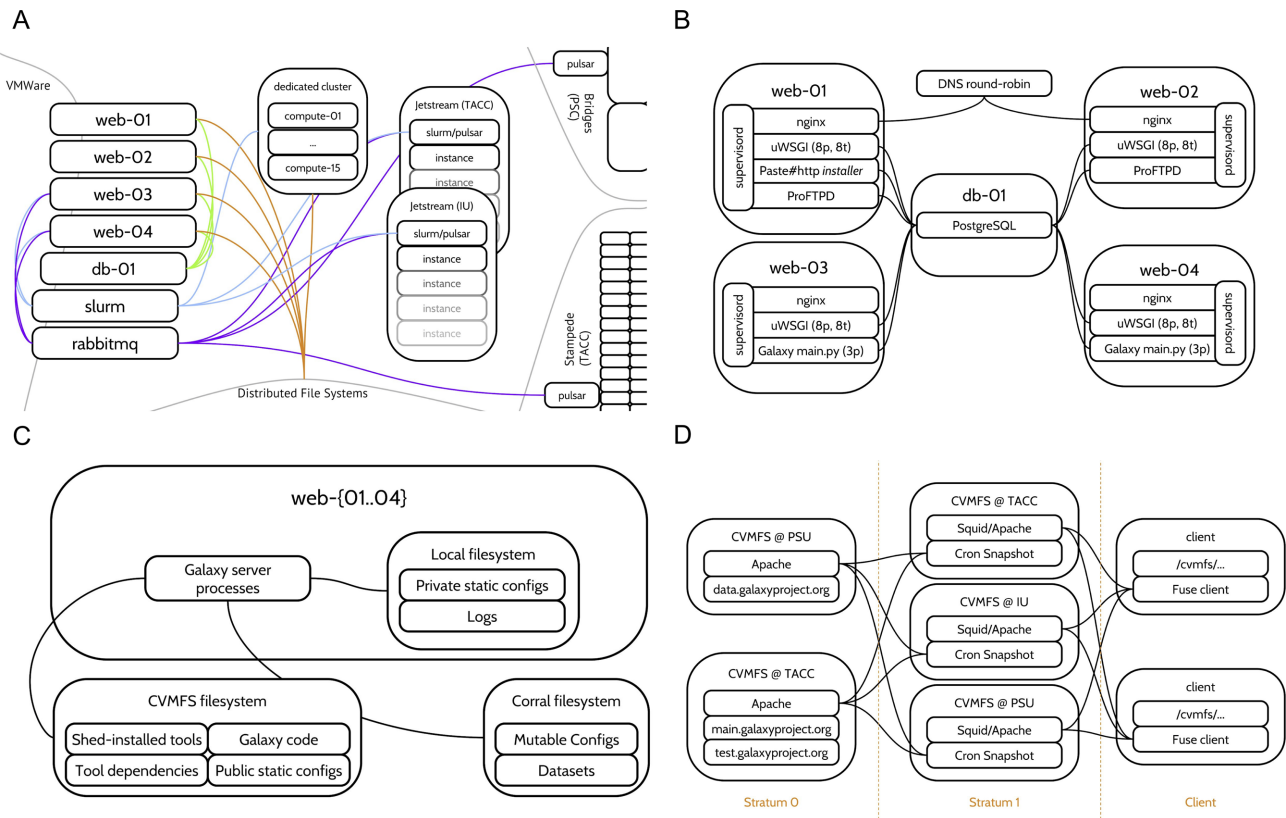 A
VMWare
web-01
web-02
web-03
web-04
db-01
slurm
rabbitmq
dedicated cluster
compute-01
...
compute-15
Jetstream (TACC)
slurm/pulsar
instance
instance
Jetstream (IU)
slurm/pulsar
instance
instance
instance
instance
pulsar
Bridges
(PSC)
Stampede
(TACC)
pulsar
Distributed File Systems
B
DNS round-robin
web-01
supervisord
nginx
uWSGI (8p, 8t)
Paste#http installer
ProFTPD
web-02
nginx
uWSGI (8p, 8t)
ProFTPD
supervisord
db-01
PostgreSQL
web-03
supervisord
nginx
uWSGI (8p, 8t)
Galaxy main.py (3p)
web-04
nginx
uWSGI (8p, 8t)
Galaxy main.py (3p)
supervisord
C
web-{01..04}
Galaxy server
processes
Local filesystem
Private static configs
Logs
CVMFS filesystem
Shed-installed tools
Galaxy code
Tool dependencies
Public static configs
Corral filesystem
Mutable Configs
Datasets
D
CVMFS @ PSU
Apache
data.galaxyproject.org
CVMFS @ TACC
Apache
main.galaxyproject.org
test.galaxyproject.org
CVMFS @ TACC
Squid/Apache
Cron Snapshot
CVMFS @ IU
Squid/Apache
Cron Snapshot
CVMFS @ PSU
Squid/Apache
Cron Snapshot
client
/cvmfs/...
Fuse client
client
/cvmfs/...
Fuse client
Stratum 0
Stratum 1
Client